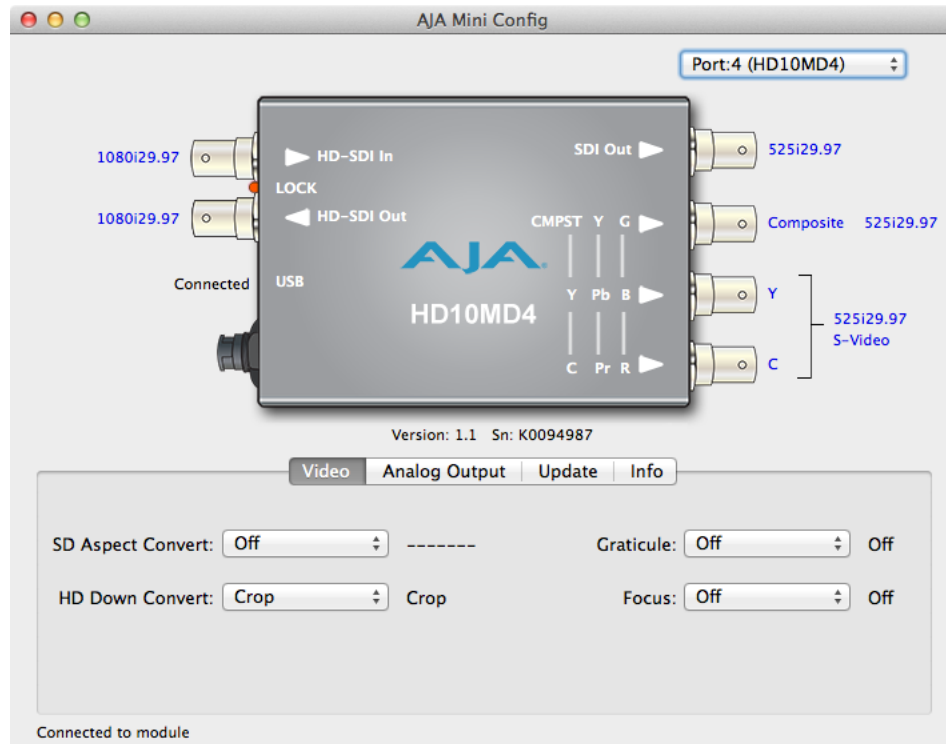 AJA Mini Config
Port:4 (HD10MD4)
1080i29.97
HD-SDI In
SDI Out
525i29.97
LOCK
1080i29.97
HD-SDI Out
CMPST Y G
Composite 525i29.97
Connected
USB
AJA
HD10MD4
Y Pb B
Y
525i29.97
S-Video
C Pr R
C
Version: 1.1 Sn: K0094987
Video Analog Output Update Info
SD Aspect Convert: Off -------
Graticule: Off Off
HD Down Convert: Crop Crop
Focus: Off Off
Connected to module